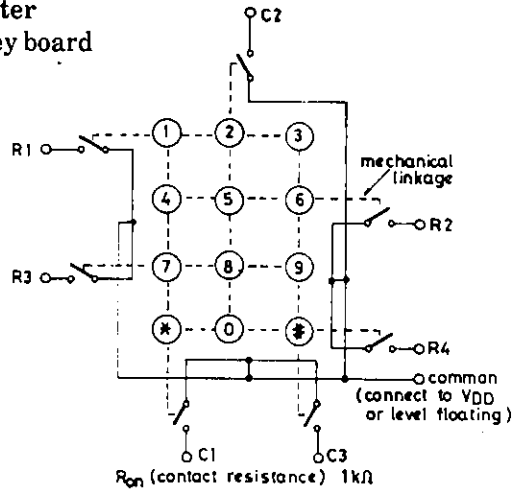 ter
ey board
C2
1 2 3
R1
mechanical
linkage
4 5 6
R2
R3
7 8 9
* 0 #
R4
common
(connect to VDD
or level floating)
C1 C3
Ron (contact resistance) 1kΩ